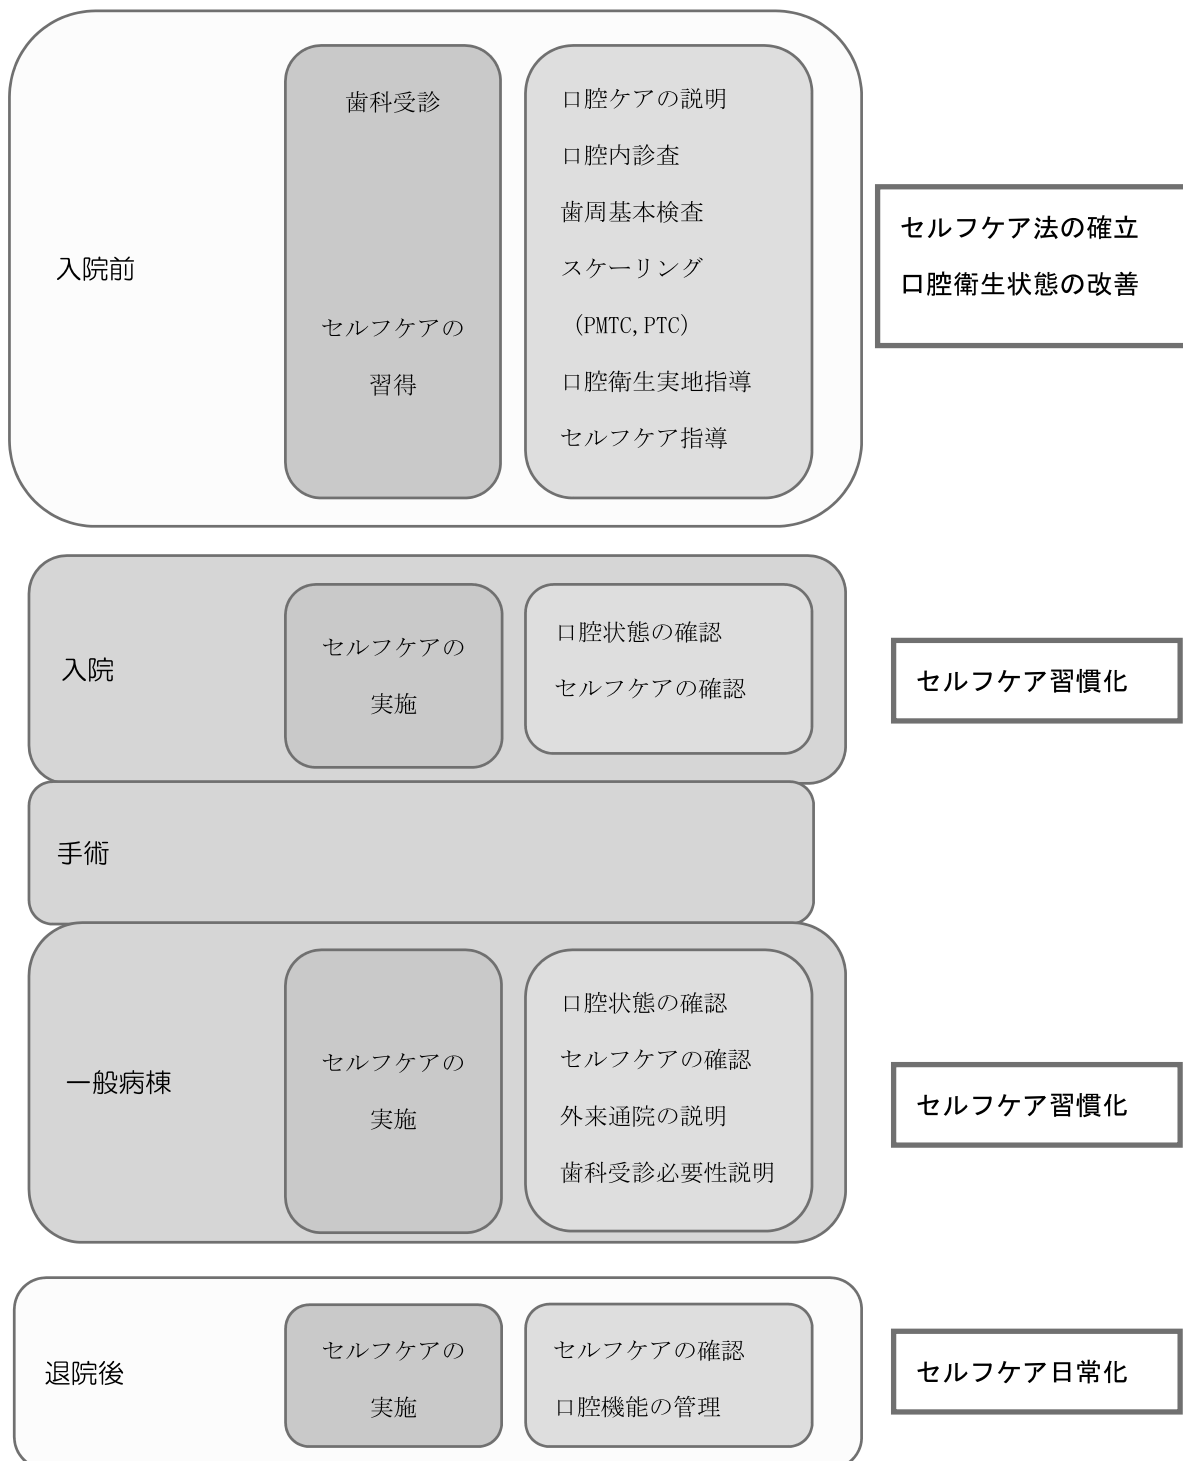 入院前
歯科受診
セルフケアの
習得
口腔ケアの説明
口腔内診査
歯周基本検査
スケーリング
（PMTC,PTC）
口腔衛生実地指導
セルフケア指導
セルフケア法の確立
口腔衛生状態の改善
入院
セルフケアの
実施
口腔状態の確認
セルフケアの確認
セルフケア習慣化
手術
一般病棟
セルフケアの
実施
口腔状態の確認
セルフケアの確認
外来通院の説明
歯科受診必要性説明
セルフケア習慣化
退院後
セルフケアの
実施
セルフケアの確認
口腔機能の管理
セルフケア日常化